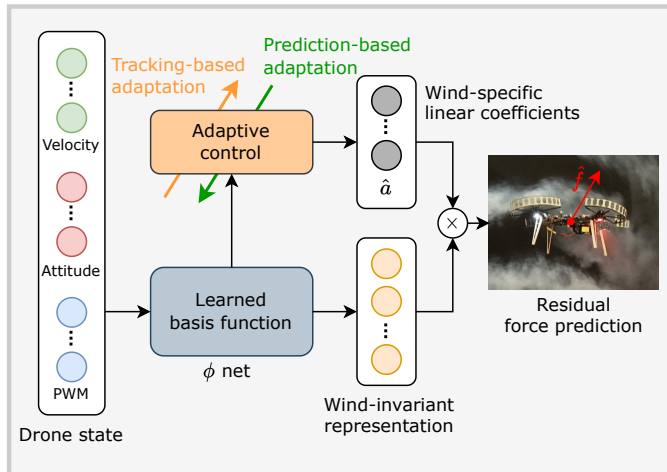 Prediction-based
adaptation
Tracking-based
adaptation
Velocity
Attitude
PWM
Drone state
Adaptive
control
Learned
basis function
ϕ net
Wind-specific
linear coefficients
â
Wind-invariant
representation
×
f̂
Residual
force prediction